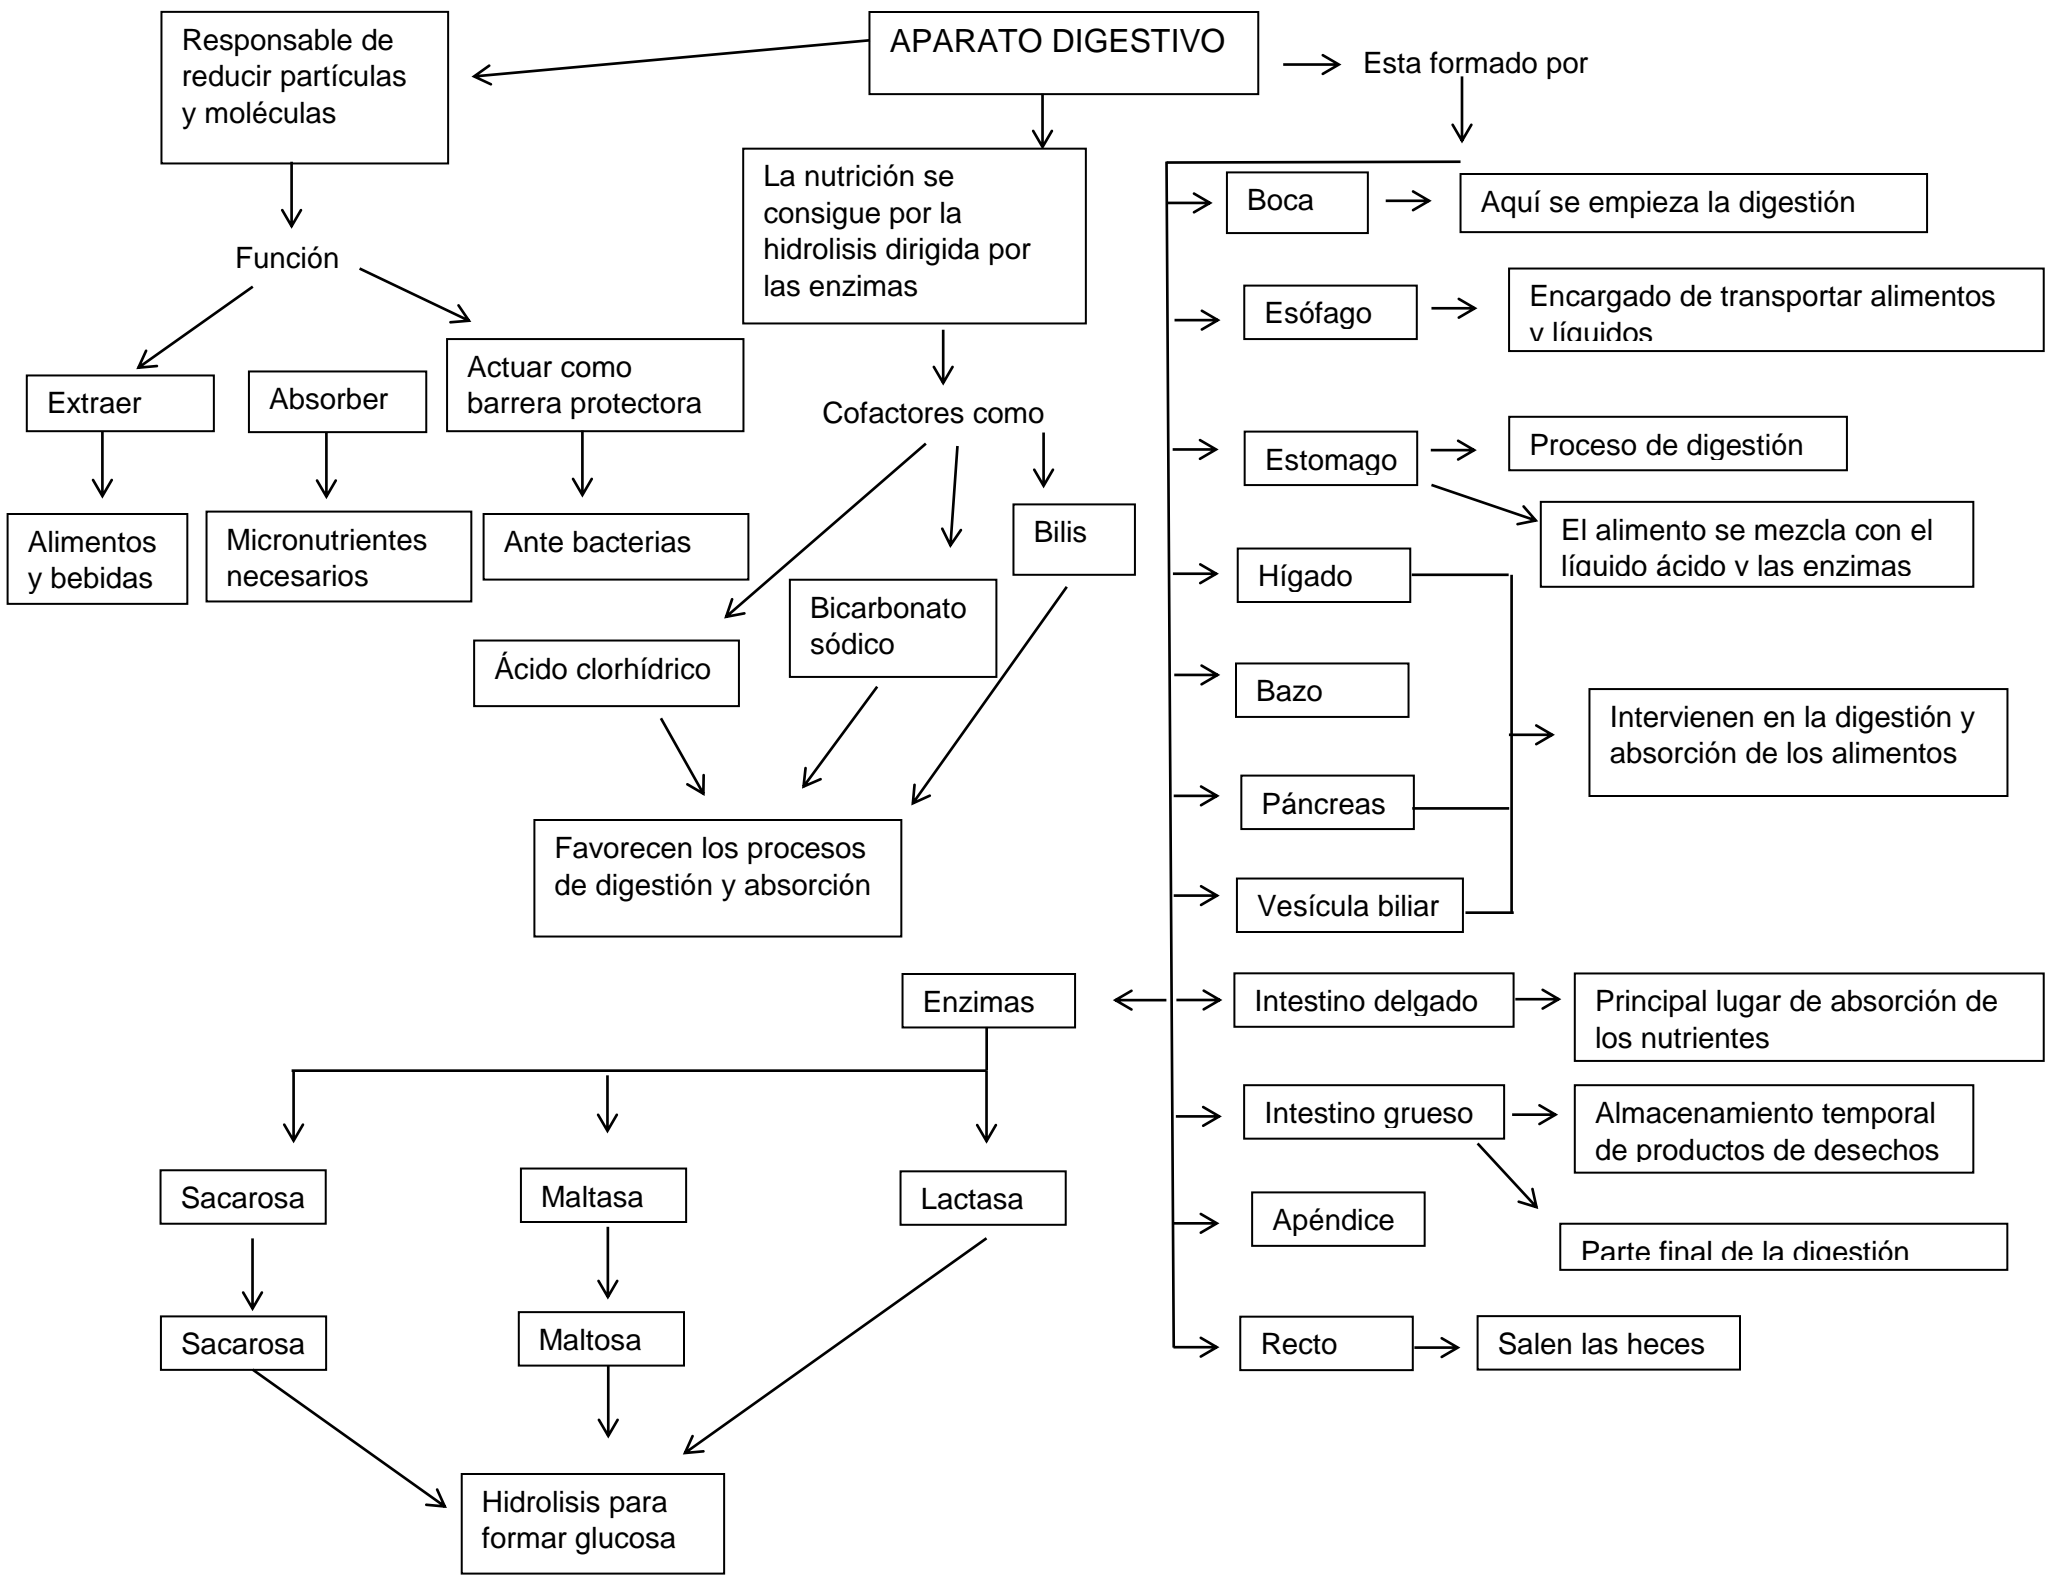 APARATO DIGESTIVO
Responsable de
reducir partículas
y moléculas
Función
Extraer
Absorber
Actuar como
barrera protectora
Alimentos
y bebidas
Micronutrientes
necesarios
Ante bacterias
La nutrición se
consigue por la
hidrolisis dirigida por
las enzimas
Cofactores como
Bilis
Bicarbonato
sódico
Ácido clorhídrico
Favorecen los procesos
de digestión y absorción
Esta formado por
Boca
Aquí se empieza la digestión
Esófago
Encargado de transportar alimentos
y líquidos
Estomago
Proceso de digestión
El alimento se mezcla con el
líquido ácido y las enzimas
Hígado
Bazo
Páncreas
Vesícula biliar
Intervienen en la digestión y
absorción de los alimentos
Intestino delgado
Principal lugar de absorción de
los nutrientes
Intestino grueso
Almacenamiento temporal
de productos de desechos
Parte final de la digestión
Apéndice
Recto
Salen las heces
Enzimas
Sacarosa
Maltasa
Lactasa
Sacarosa
Maltosa
Hidrolisis para
formar glucosa